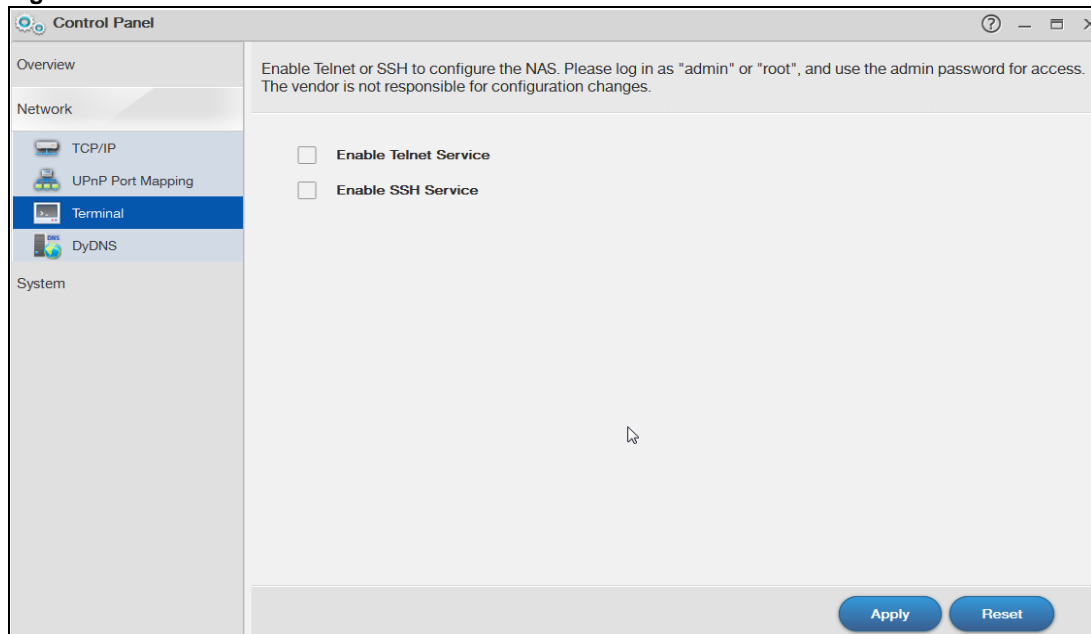 Control Panel
Overview
Network
TCP/IP
UPnP Port Mapping
Terminal
DNS
DyDNS
System
Enable Telnet or SSH to configure the NAS. Please log in as "admin" or "root", and use the admin password for access.
The vendor is not responsible for configuration changes.
Enable Telnet Service
Enable SSH Service
Apply
Reset